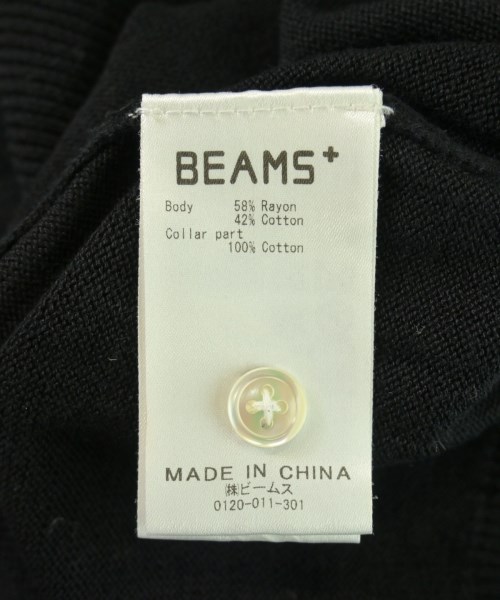 BEAMS+
Body 58% Rayon
42% Cotton
Collar part
100% Cotton
MADE IN CHINA
㈱ビームス
0120-011-301